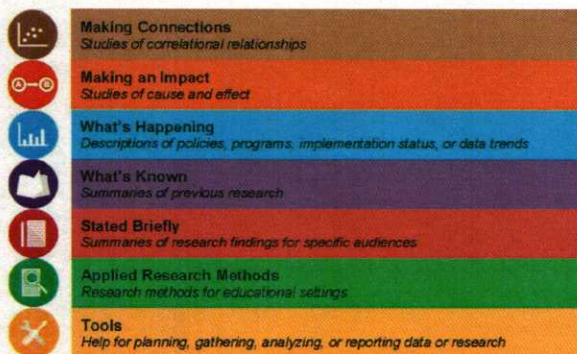 Making Connections
Studies of correlational relationships
A B
Making an Impact
Studies of cause and effect
What's Happening
Descriptions of policies, programs, implementation status, or data trends
What's Known
Summaries of previous research
Stated Briefly
Summaries of research findings for specific audiences
Applied Research Methods
Research methods for educational settings
Tools
Help for planning, gathering, analyzing, or reporting data or research